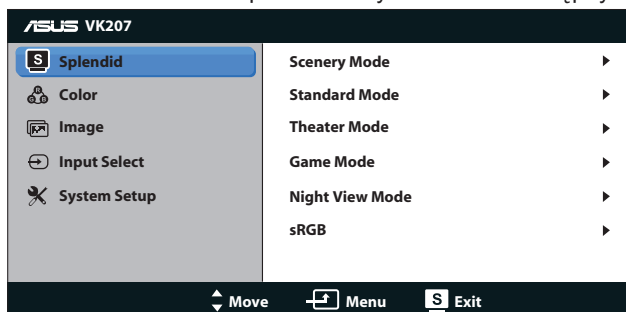 ASUS VK207
S Splendid
Color
Image
Input Select
System Setup
Scenery Mode
Standard Mode
Theater Mode
Game Mode
Night View Mode
sRGB
Move Menu S Exit